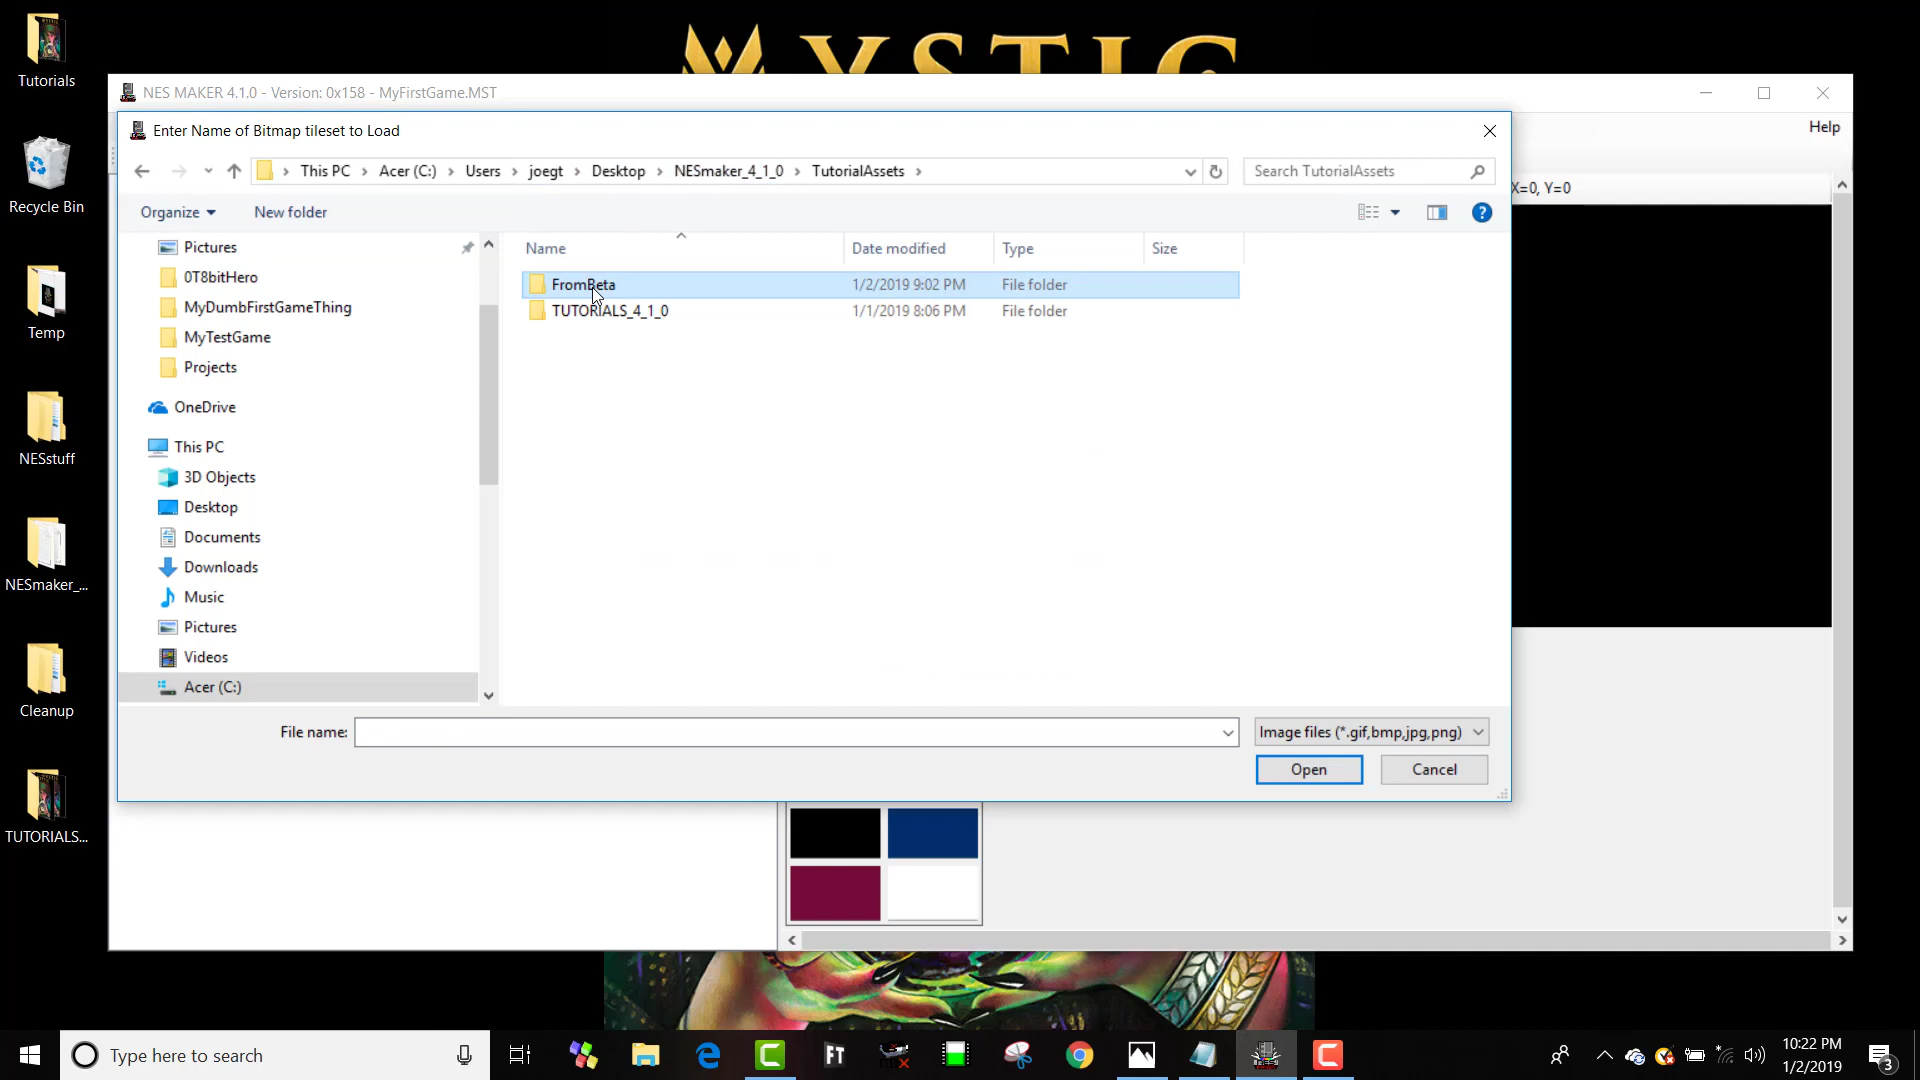 MYSTIC
Tutorials
Recycle Bin
Temp
NESstuff
NESmaker_...
Cleanup
TUTORIALS...
NES MAKER 4.1.0 - Version: 0x158 - MyFirstGame.MST
Help
X=0, Y=0
Enter Name of Bitmap tileset to Load
This PC > Acer (C:) > Users > joegt > Desktop > NESmaker_4_1_0 > TutorialAssets >
Search TutorialAssets
Organize
New folder
Pictures
0T8bitHero
MyDumbFirstGameThing
MyTestGame
Projects
OneDrive
This PC
3D Objects
Desktop
Documents
Downloads
Music
Pictures
Videos
Acer (C:)
Name Date modified Type Size
FromBeta 1/2/2019 9:02 PM File folder
TUTORIALS_4_1_0 1/1/2019 8:06 PM File folder
File name:
Image files (*.gif,bmp,jpg,png)
Open
Cancel
Type here to search
FT
10:22 PM
1/2/2019
3